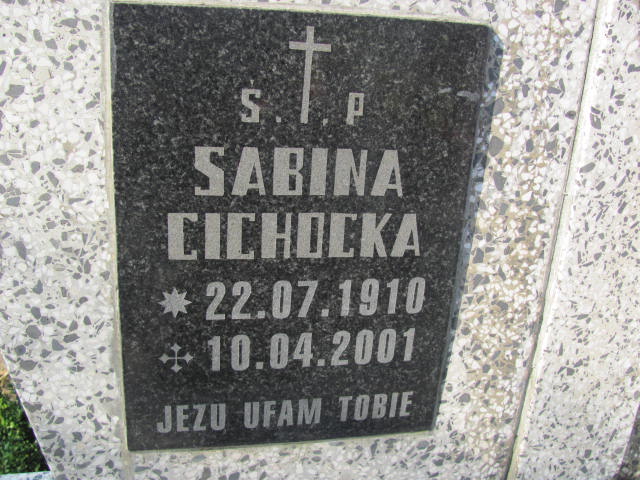 Ś. .P
SABINA
CICHOCKA
22.07.1910
10.04.2001
JEZU UFAM TOBIE